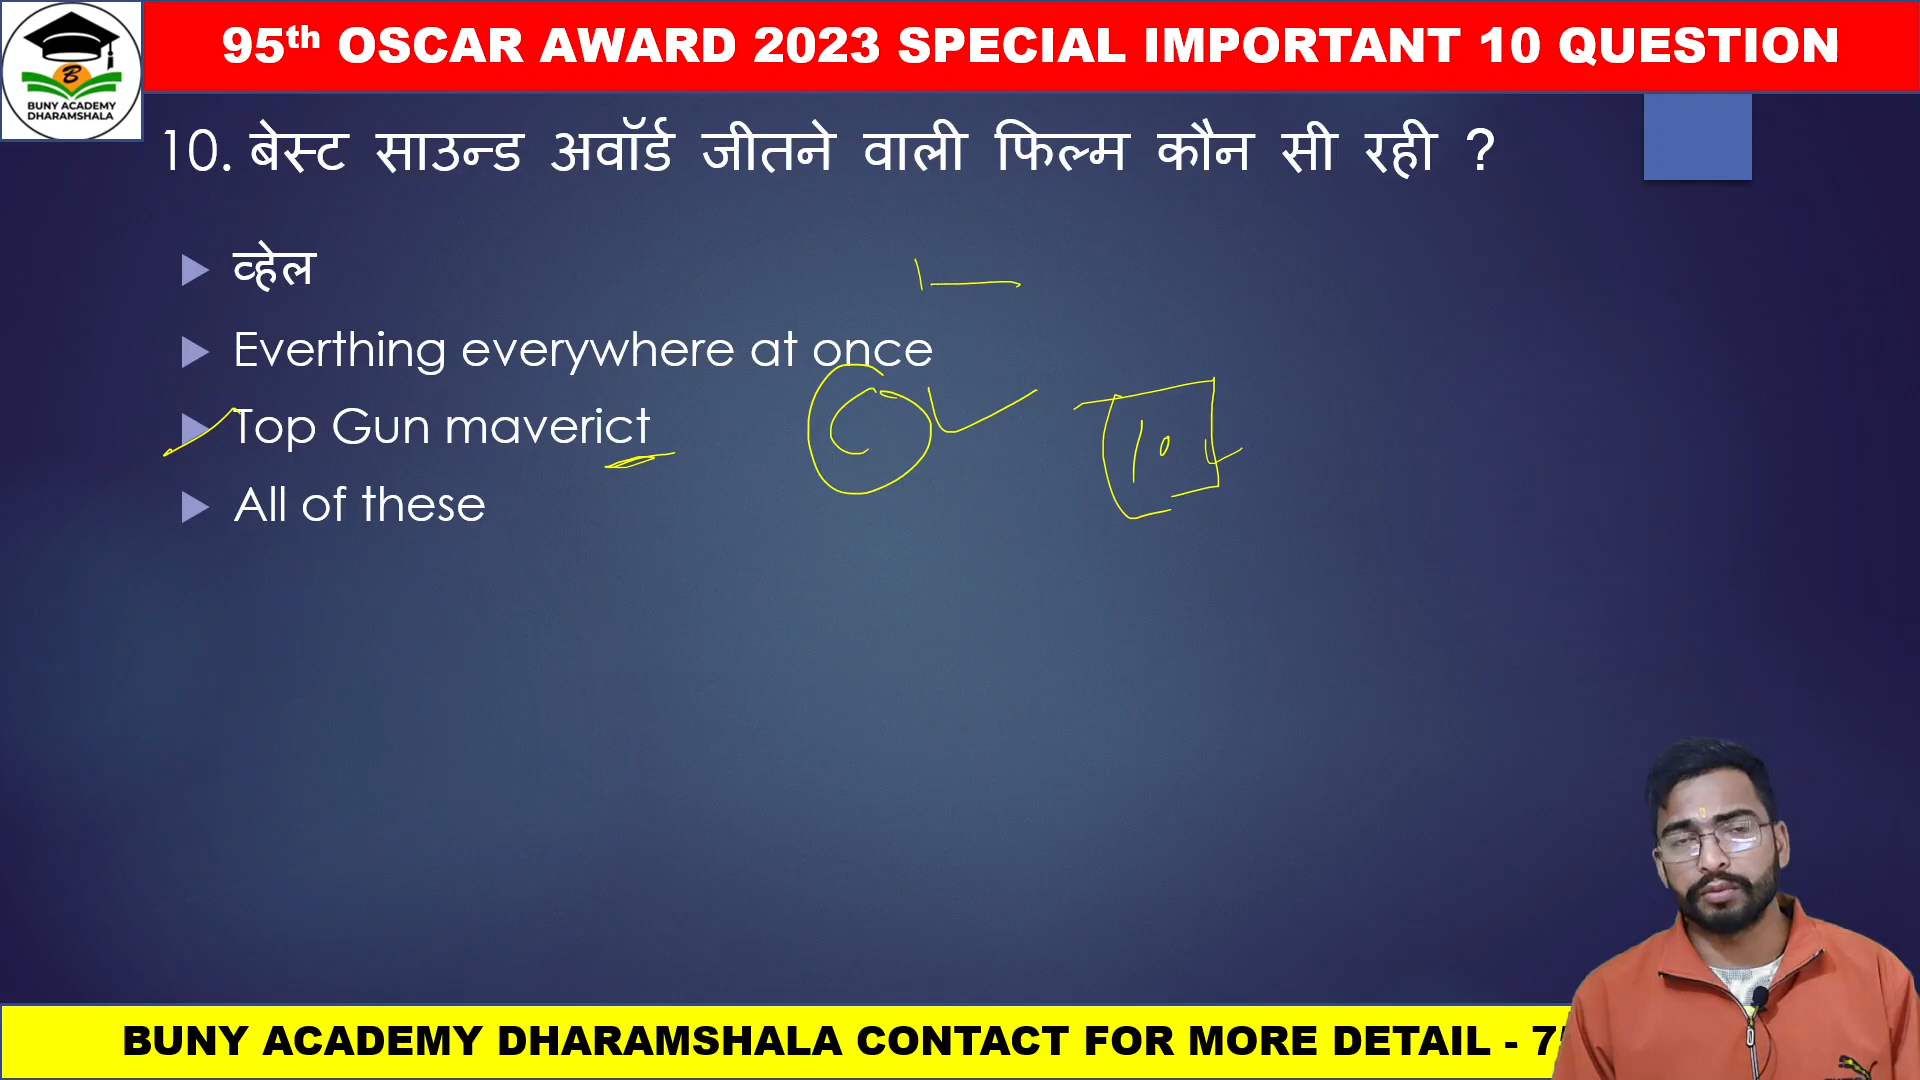 95th OSCAR AWARD 2023 SPECIAL IMPORTANT 10 QUESTION
B
BUNY ACADEMY
DHARAMSHALA
10. बेस्ट साउन्ड अवॉर्ड जीतने वाली फिल्म कौन सी रही ?
व्हेल
Everthing everywhere at once
Top Gun maverict
All of these
10
BUNY ACADEMY DHARAMSHALA CONTACT FOR MORE DETAIL - 7